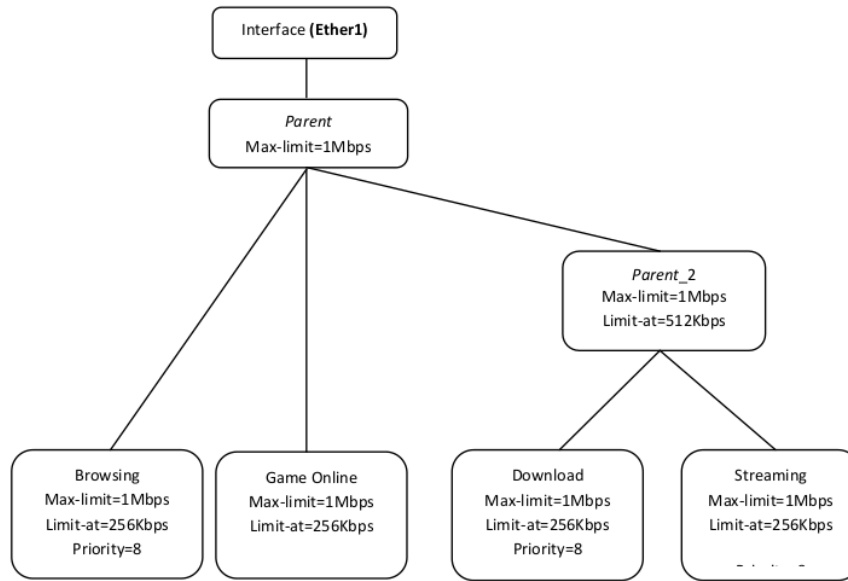 Interface (Ether1)
Parent
Max-limit=1Mbps
Parent_2
Max-limit=1Mbps
Limit-at=512Kbps
Browsing
Max-limit=1Mbps
Limit-at=256Kbps
Priority=8
Game Online
Max-limit=1Mbps
Limit-at=256Kbps
Download
Max-limit=1Mbps
Limit-at=256Kbps
Priority=8
Streaming
Max-limit=1Mbps
Limit-at=256Kbps